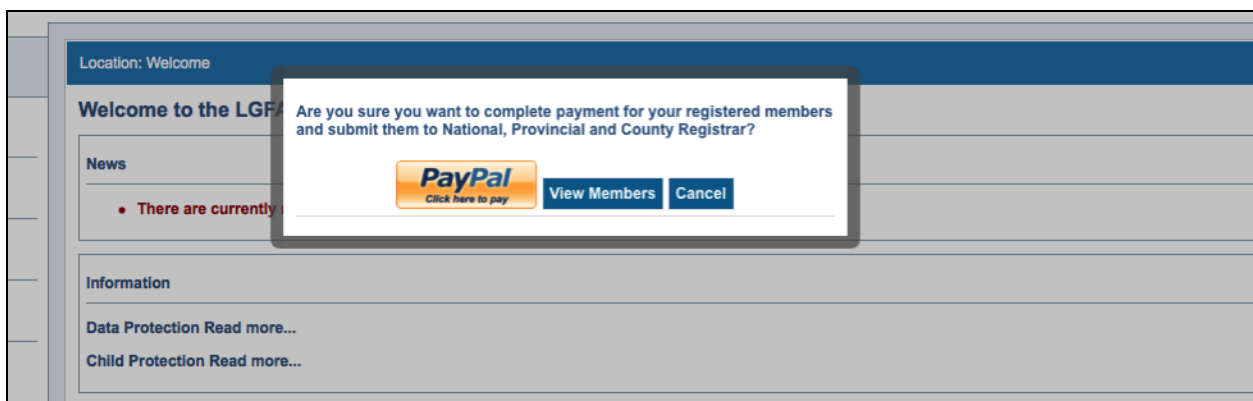 Location: Welcome
Welcome to the LGFA
News
There are currently
Are you sure you want to complete payment for your registered members
and submit them to National, Provincial and County Registrar?
PayPal
Click here to pay
View Members
Cancel
Information
Data Protection Read more...
Child Protection Read more...